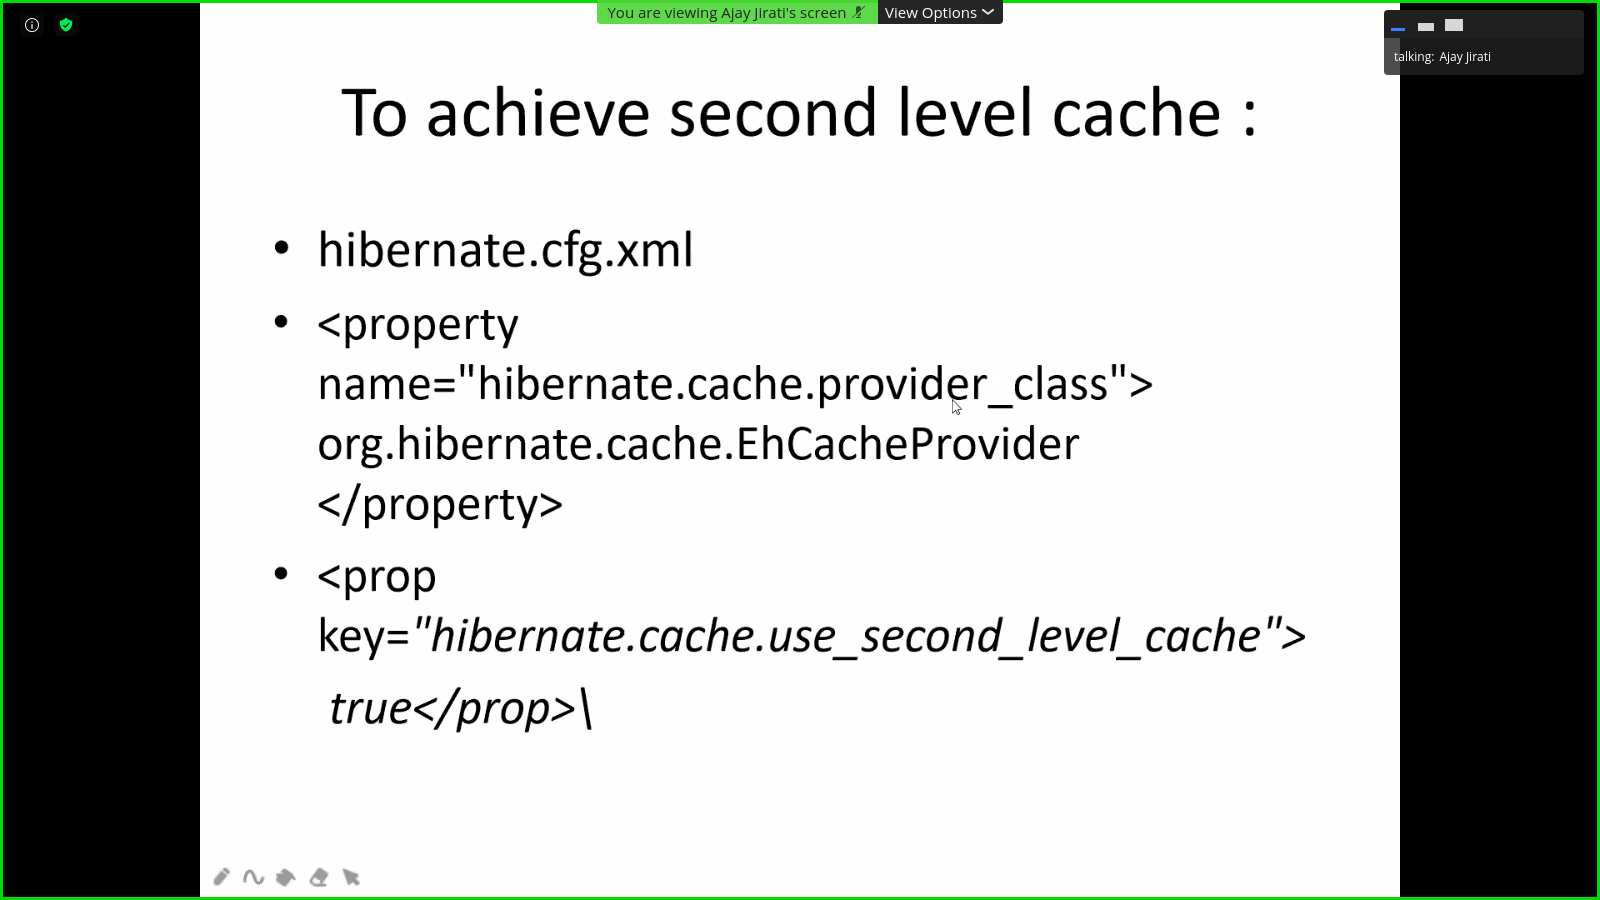 You are viewing Ajay Jirati's screen View Options
talking: Ajay Jirati
To achieve second level cache :
• hibernate.cfg.xml
• <property
name="hibernate.cache.provider_class">
org.hibernate.cache.EhCacheProvider
</property>
• <prop
key="hibernate.cache.use_second_level_cache">
true</prop>\